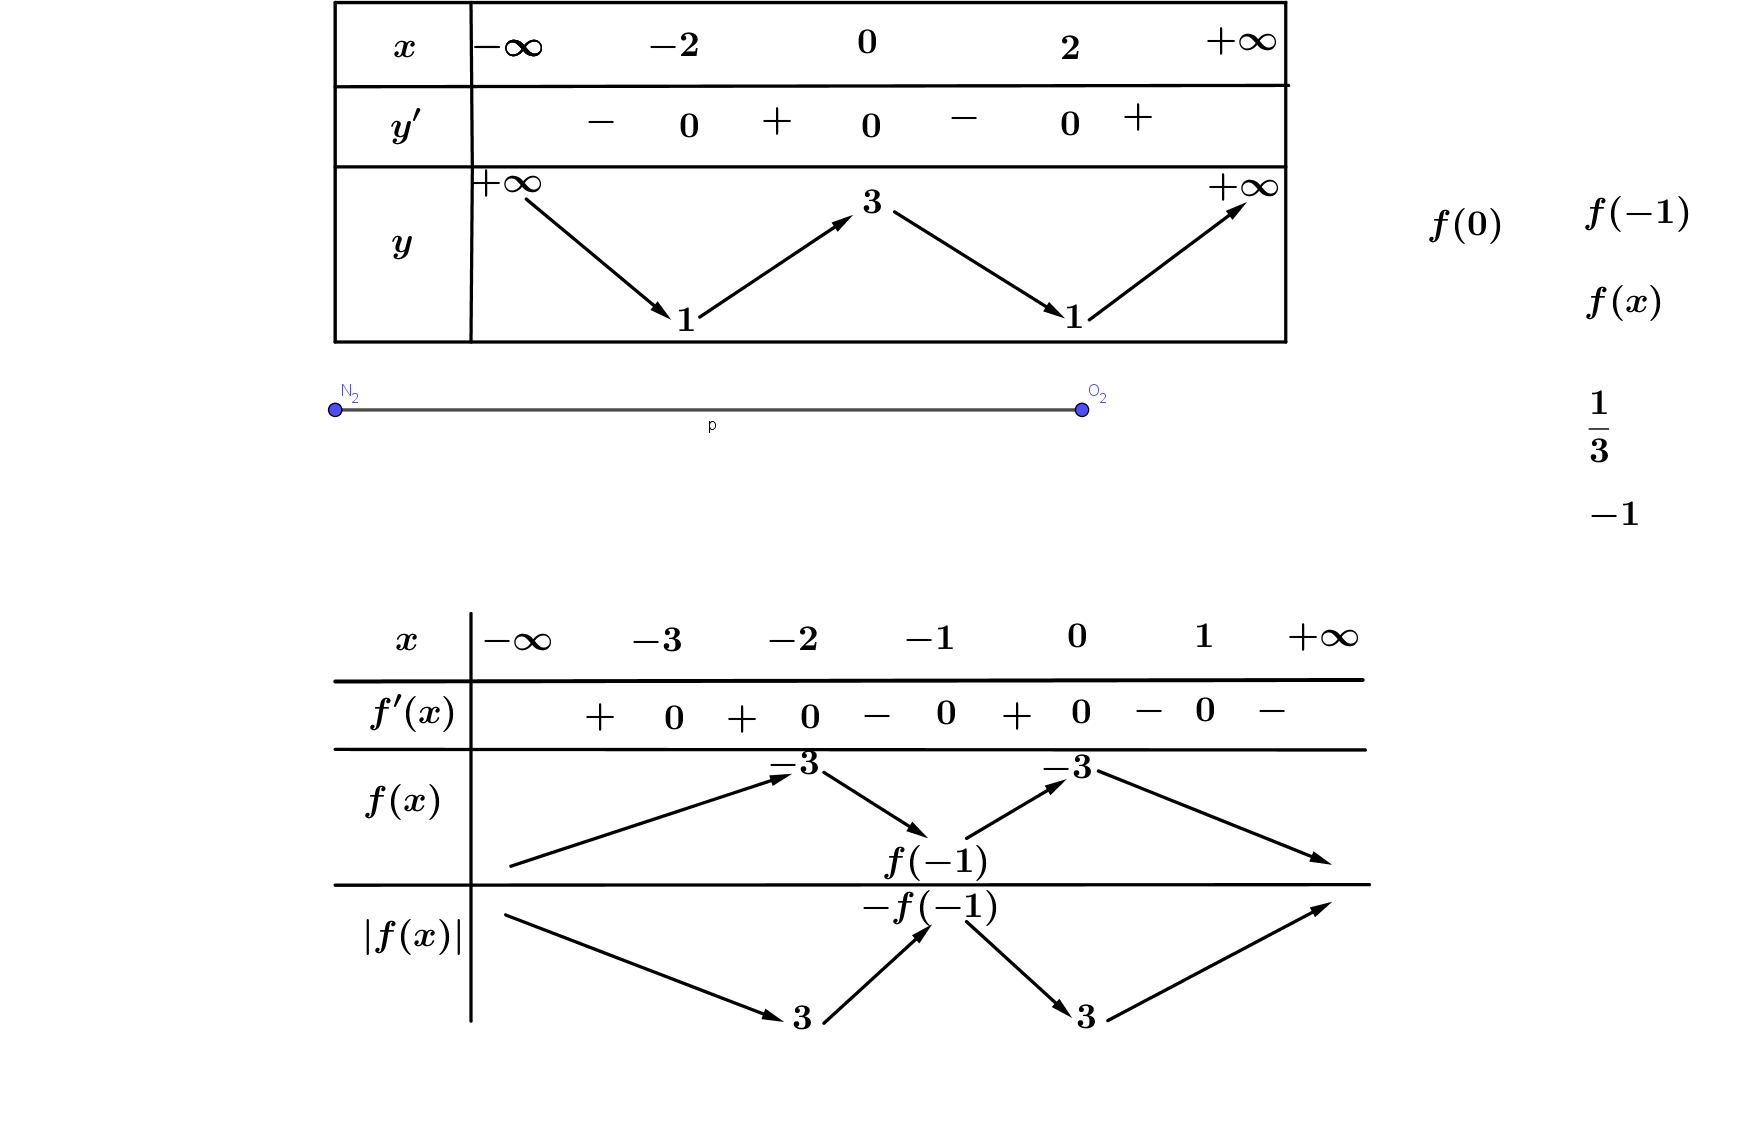 x −∞ −2 0 2 +∞
y′ − 0 + 0 − 0 +
+∞ 3 +∞
y
1 1
f(0) f(−1)
f(x)
N₂ O₂
p
1/3
−1
x −∞ −3 −2 −1 0 1 +∞
f′(x) + 0 + 0 − 0 + 0 − 0 −
−3 −3
f(x)
f(−1)
−f(−1)
|f(x)|
3 3